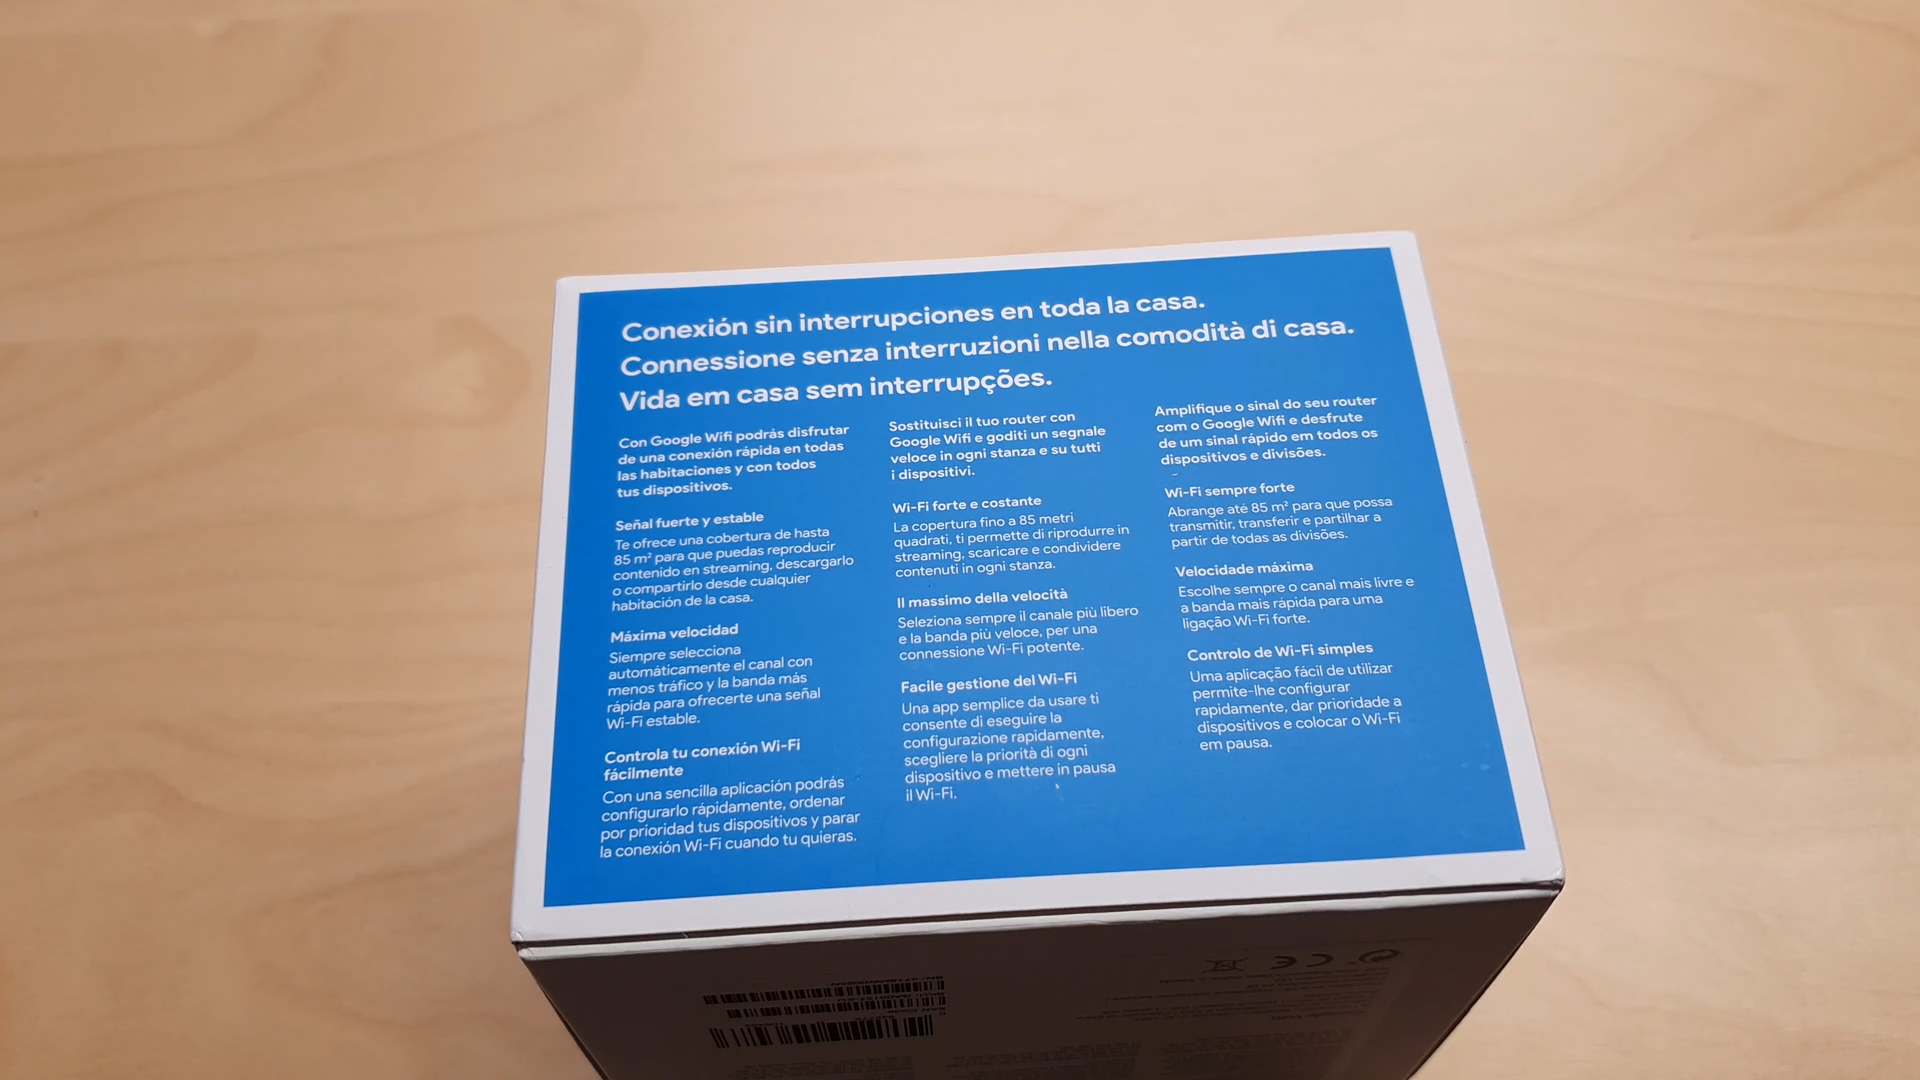 Conexión sin interrupciones en toda la casa.
Connessione senza interruzioni nella comodità di casa.
Vida em casa sem interrupções.
Con Google Wifi podrás disfrutar
de una conexión rápida en todas
las habitaciones y con todos
tus dispositivos.
Señal fuerte y estable
Te ofrece una cobertura de hasta
85 m² para que puedas reproducir
contenido en streaming, descargarlo
o compartirlo desde cualquier
habitación de la casa.
Máxima velocidad
Siempre selecciona
automáticamente el canal con
menos tráfico y la banda más
rápida para ofrecerte una señal
Wi-Fi estable.
Controla tu conexión Wi-Fi
fácilmente
Con una sencilla aplicación podrás
configurarlo rápidamente, ordenar
por prioridad tus dispositivos y parar
la conexión Wi-Fi cuando tu quieras.
Sostituisci il tuo router con
Google Wifi e goditi un segnale
veloce in ogni stanza e su tutti
i dispositivi.
Wi-Fi forte e costante
La copertura fino a 85 metri
quadrati, ti permette di riprodurre in
streaming, scaricare e condividere
contenuti in ogni stanza.
Il massimo della velocità
Seleziona sempre il canale più libero
e la banda più veloce, per una
connessione Wi-Fi potente.
Facile gestione del Wi-Fi
Una app semplice da usare ti
consente di eseguire la
configurazione rapidamente,
scegliere la priorità di ogni
dispositivo e mettere in pausa
il Wi-Fi.
Amplifique o sinal do seu router
com o Google Wifi e desfrute
de um sinal rápido em todos os
dispositivos e divisões.
Wi-Fi sempre forte
Abrange até 85 m² para que possa
transmitir, transferir e partilhar a
partir de todas as divisões.
Velocidade máxima
Escolhe sempre o canal mais livre e
a banda mais rápida para uma
ligação Wi-Fi forte.
Controlo de Wi-Fi simples
Uma aplicação fácil de utilizar
permite-lhe configurar
rapidamente, dar prioridade a
dispositivos e colocar o Wi-Fi
em pausa.